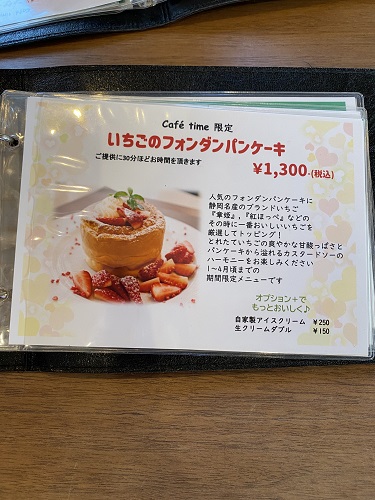 Café time 限定
いちごのフォンダンパンケーキ
ご提供に30分ほどお時間を頂きます
¥1,300-(税込)
人気のフォンダンパンケーキに
静岡名産のブランドいちご
『章姫』,『紅ほっぺ』などの
その時に一番おいしいいちごを
厳選してトッピング!
とれたていちごの爽やかな甘酸っぱさと
パンケーキから溢れるカスタードソーの
ハーモニーをお楽しみください
1~4月頃までの
期間限定メニューです
オプション+で
もっとおいしく♪
自家製アイスクリーム ¥250
生クリームダブル ¥150